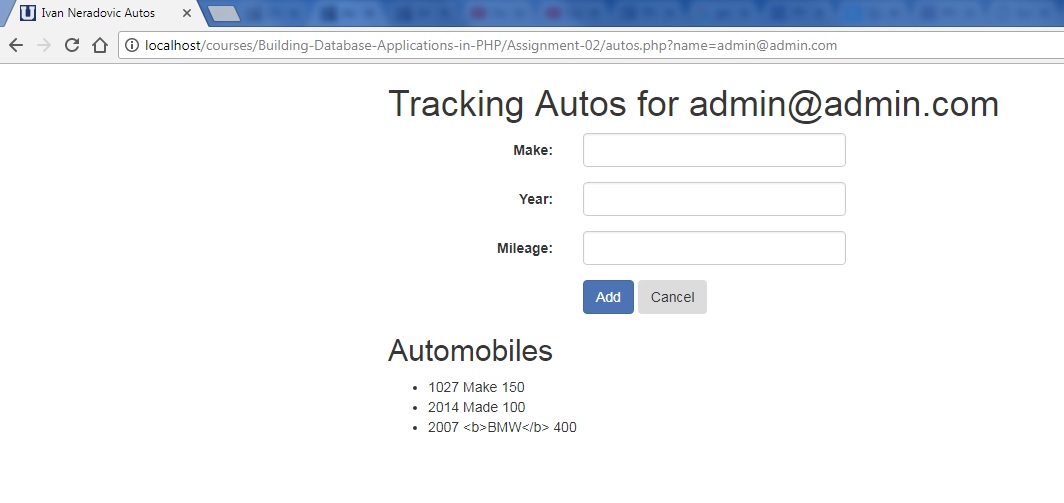 Ivan Neradovic Autos
localhost/courses/Building-Database-Applications-in-PHP/Assignment-02/autos.php?name=admin@admin.com
Tracking Autos for admin@admin.com
Make:
Year:
Mileage:
Add Cancel
Automobiles
• 1027 Make 150
• 2014 Made 100
• 2007 <b>BMW</b> 400